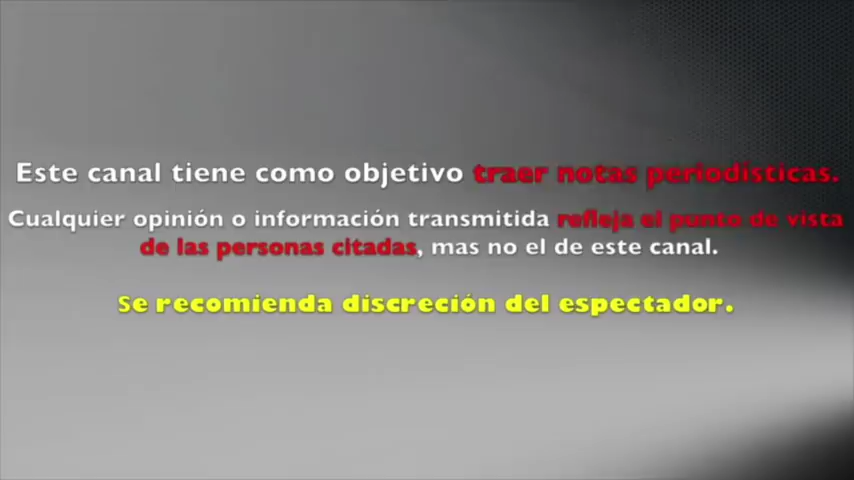 Este canal tiene como objetivo traer notas periodísticas.
Cualquier opinión o información transmitida refleja el punto de vista
de las personas citadas, mas no el de este canal.
Se recomienda discreción del espectador.